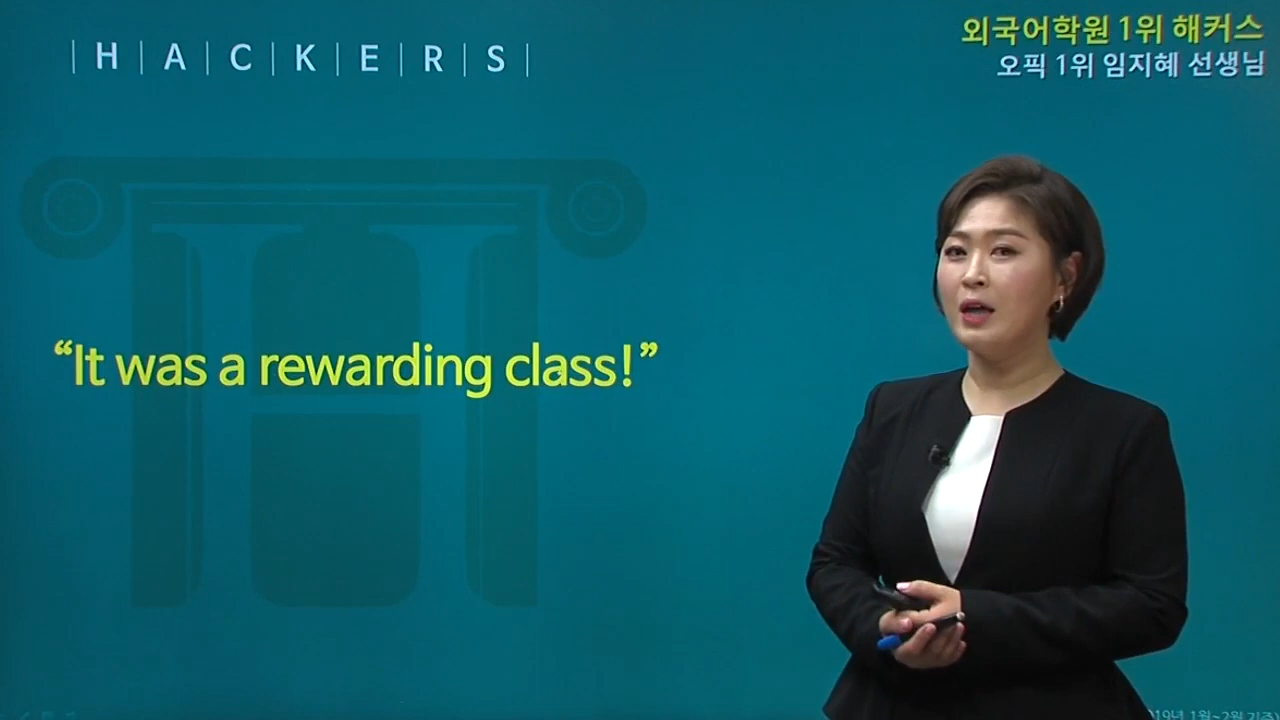 HACKERS
외국어학원 1위 해커스
오픽 1위 임지혜 선생님
“It was a rewarding class!”